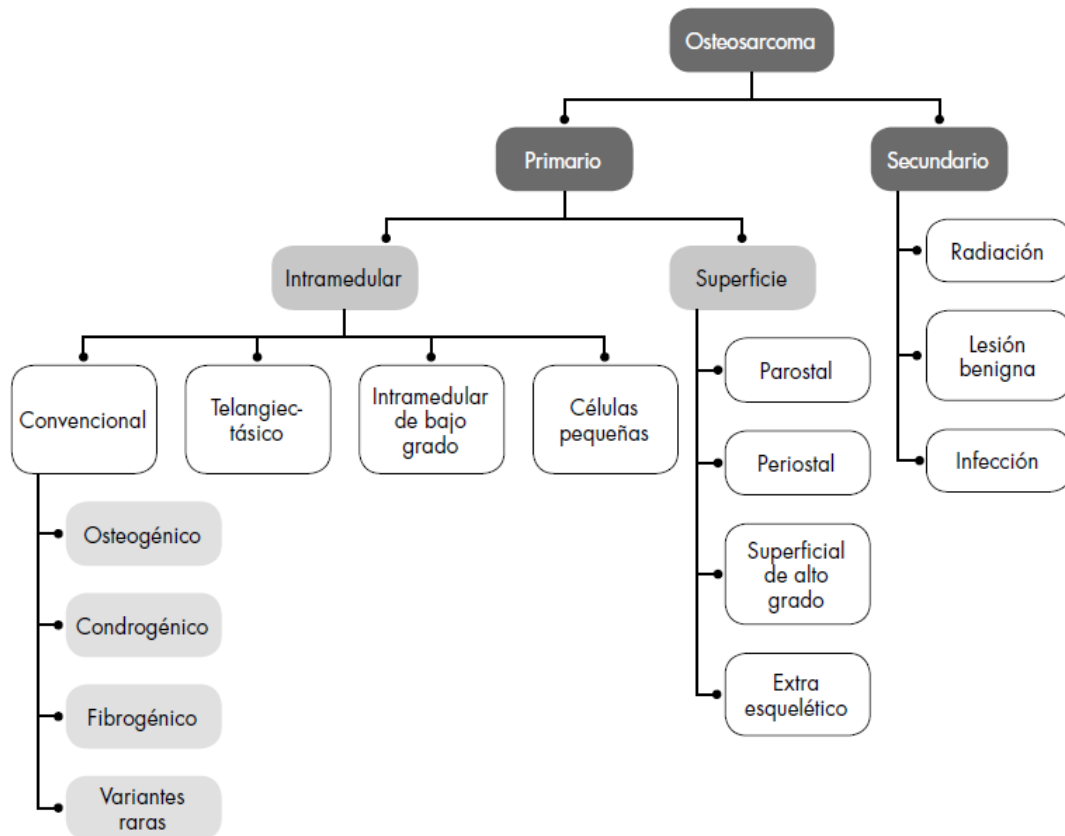 Osteosarcoma
Primario
Secundario
Intramedular
Superficie
Radiación
Lesión
benigna
Infección
Convencional
Telangiec-
tásico
Intramedular
de bajo
grado
Células
pequeñas
Parostal
Periostal
Superficial
de alto
grado
Extra
esquelético
Osteogénico
Condrogénico
Fibrogénico
Variantes
raras